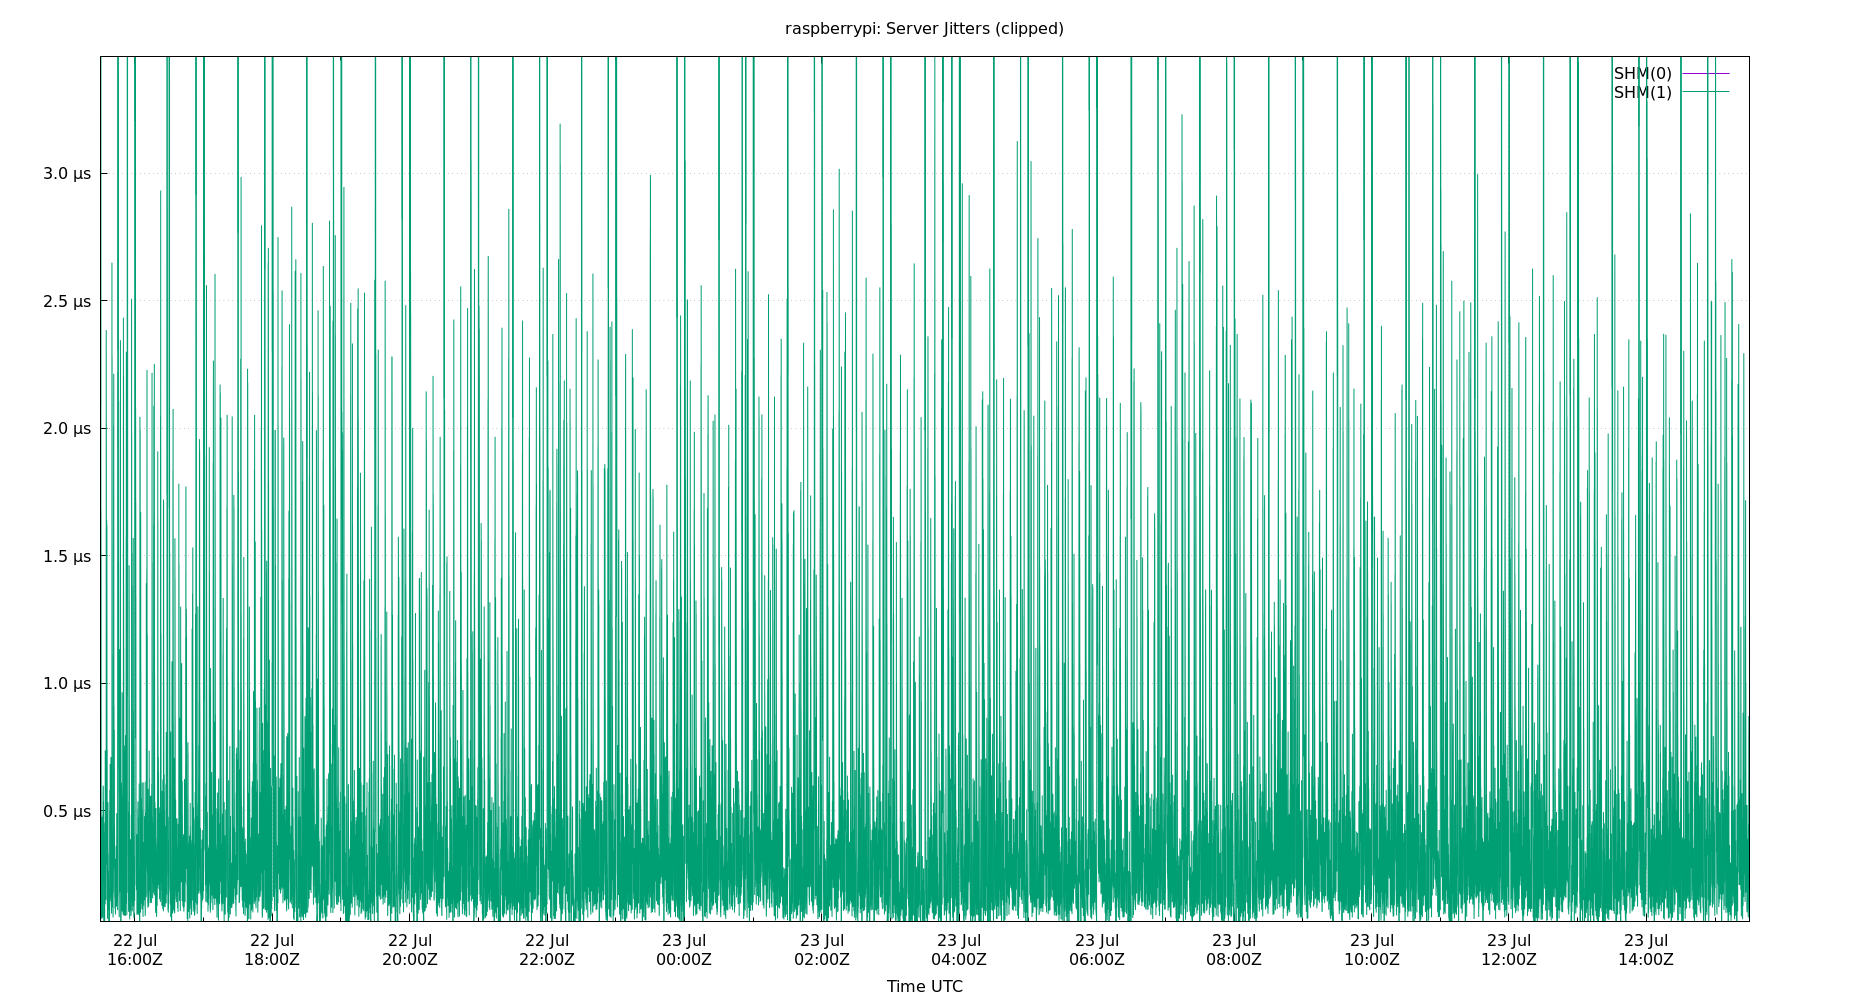 raspberrypi: Server Jitters (clipped)
SHM(0)
SHM(1)
3.0 µs
2.5 µs
2.0 µs
1.5 µs
1.0 µs
0.5 µs
22 Jul 22 Jul 22 Jul 22 Jul 23 Jul 23 Jul 23 Jul 23 Jul 23 Jul 23 Jul 23 Jul 23 Jul
16:00Z 18:00Z 20:00Z 22:00Z 00:00Z 02:00Z 04:00Z 06:00Z 08:00Z 10:00Z 12:00Z 14:00Z
Time UTC